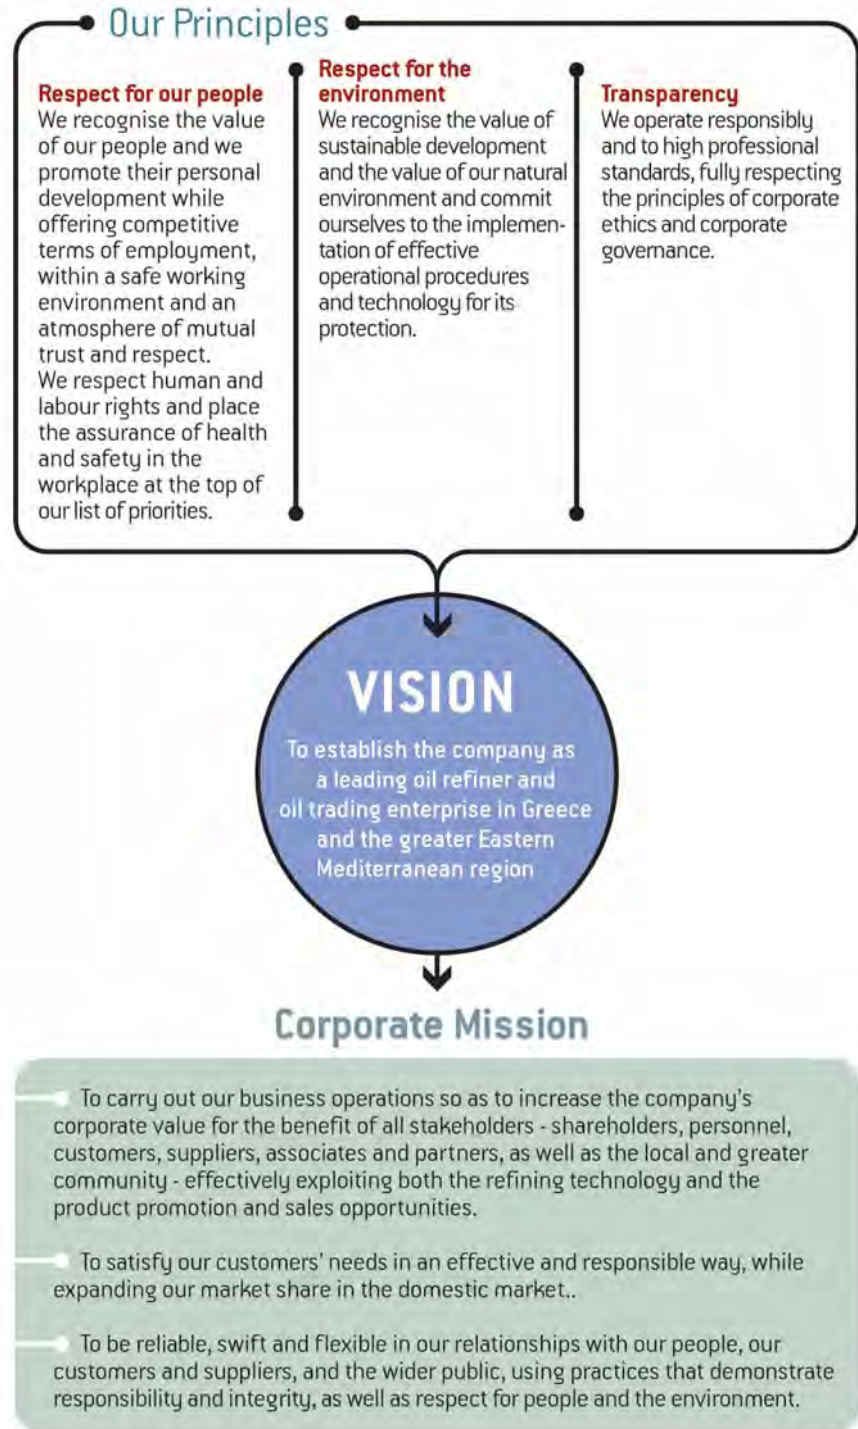 Our Principles
Respect for our people
We recognise the value
of our people and we
promote their personal
development while
offering competitive
terms of employment,
within a safe working
environment and an
atmosphere of mutual
trust and respect.
We respect human and
labour rights and place
the assurance of health
and safety in the
workplace at the top of
our list of priorities.
Respect for the
environment
We recognise the value of
sustainable development
and the value of our natural
environment and commit
ourselves to the implemen-
tation of effective
operational procedures
and technology for its
protection.
Transparency
We operate responsibly
and to high professional
standards, fully respecting
the principles of corporate
ethics and corporate
governance.
VISION
To establish the company as
a leading oil refiner and
oil trading enterprise in Greece
and the greater Eastern
Mediterranean region
Corporate Mission
To carry out our business operations so as to increase the company's
corporate value for the benefit of all stakeholders - shareholders, personnel,
customers, suppliers, associates and partners, as well as the local and greater
community - effectively exploiting both the refining technology and the
product promotion and sales opportunities.
To satisfy our customers' needs in an effective and responsible way, while
expanding our market share in the domestic market..
To be reliable, swift and flexible in our relationships with our people, our
customers and suppliers, and the wider public, using practices that demonstrate
responsibility and integrity, as well as respect for people and the environment.